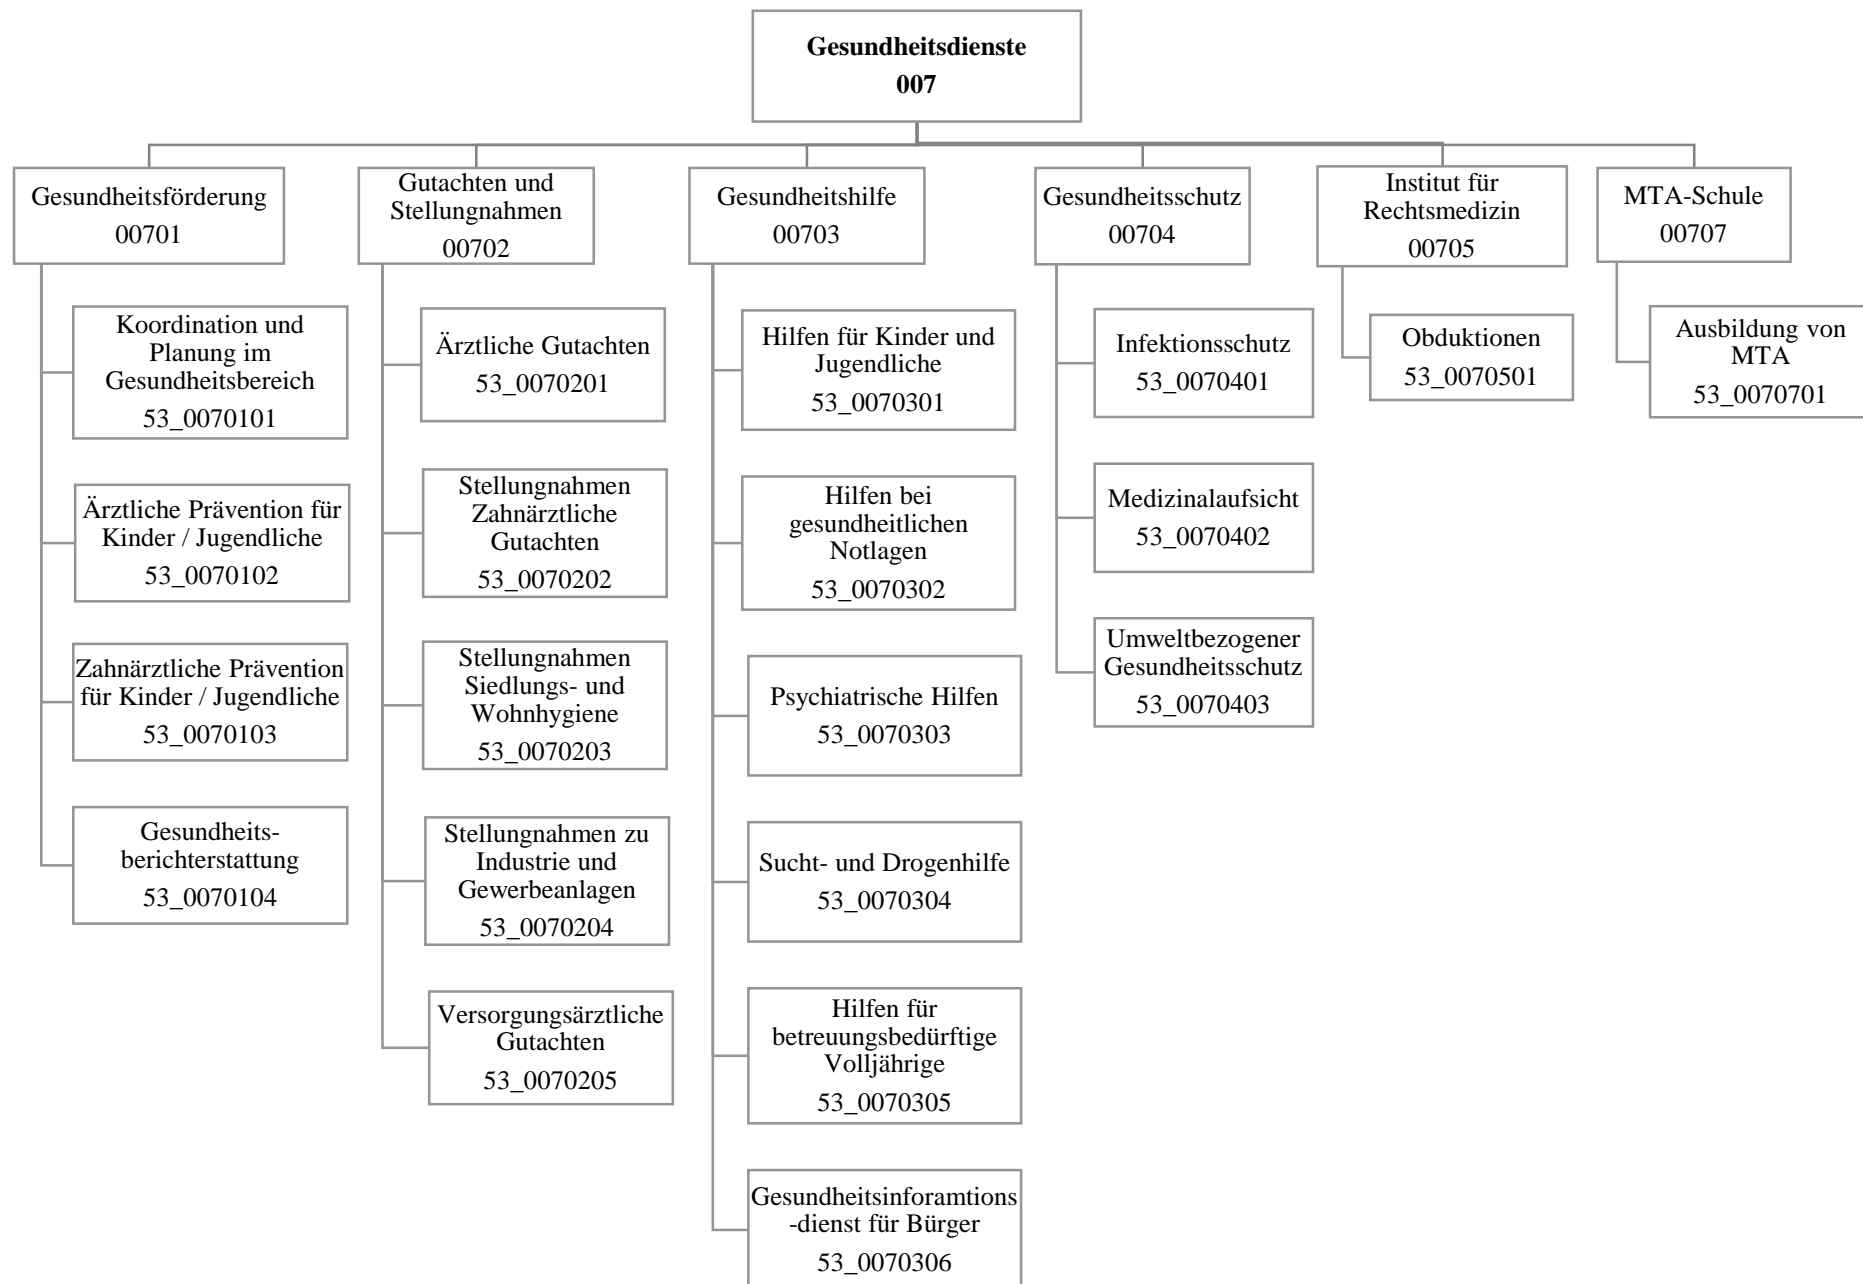 Gesundheitsdienste
007
Gesundheitsförderung
00701
Koordination und
Planung im
Gesundheitsbereich
53_0070101
Ärztliche Prävention für
Kinder / Jugendliche
53_0070102
Zahnärztliche Prävention
für Kinder / Jugendliche
53_0070103
Gesundheits-
berichterstattung
53_0070104
Gutachten und
Stellungnahmen
00702
Ärztliche Gutachten
53_0070201
Stellungnahmen
Zahnärztliche
Gutachten
53_0070202
Stellungnahmen
Siedlungs- und
Wohnhygiene
53_0070203
Stellungnahmen zu
Industrie und
Gewerbeanlagen
53_0070204
Versorgungsärztliche
Gutachten
53_0070205
Gesundheitshilfe
00703
Hilfen für Kinder und
Jugendliche
53_0070301
Hilfen bei
gesundheitlichen
Notlagen
53_0070302
Psychiatrische Hilfen
53_0070303
Sucht- und Drogenhilfe
53_0070304
Hilfen für
betreuungsbedürftige
Volljährige
53_0070305
Gesundheitsinforamtions
-dienst für Bürger
53_0070306
Gesundheitsschutz
00704
Infektionsschutz
53_0070401
Medizinalaufsicht
53_0070402
Umweltbezogener
Gesundheitsschutz
53_0070403
Institut für
Rechtsmedizin
00705
Obduktionen
53_0070501
MTA-Schule
00707
Ausbildung von
MTA
53_0070701